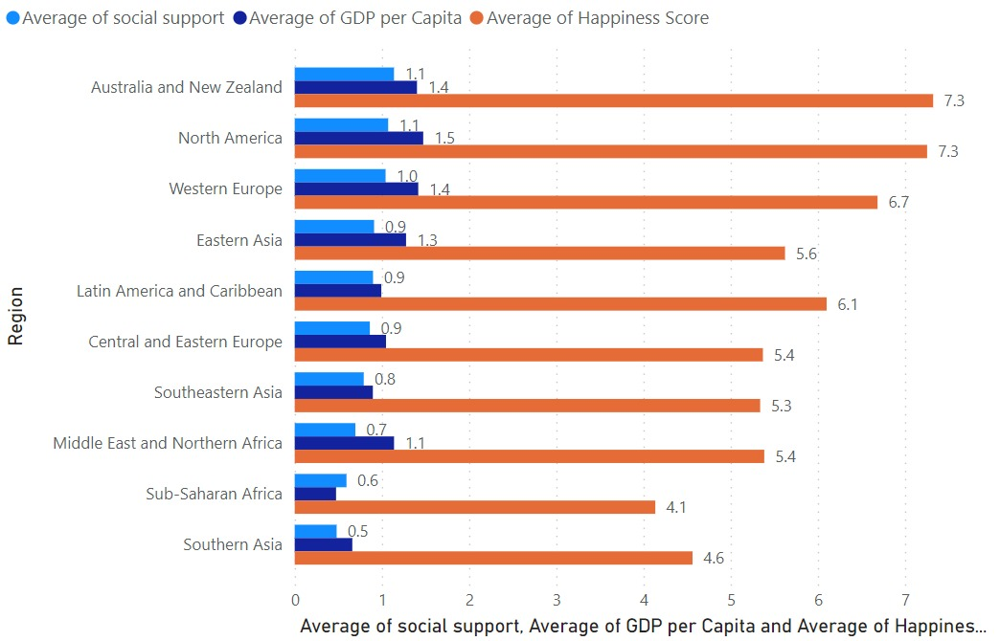 Average of social support Average of GDP per Capita Average of Happiness Score
Region
Australia and New Zealand 1.1 1.4 7.3
North America 1.1 1.5 7.3
Western Europe 1.0 1.4 6.7
Eastern Asia 0.9 1.3 5.6
Latin America and Caribbean 0.9 6.1
Central and Eastern Europe 0.9 5.4
Southeastern Asia 0.8 5.3
Middle East and Northern Africa 0.7 1.1 5.4
Sub-Saharan Africa 0.6 4.1
Southern Asia 0.5 4.6
0 1 2 3 4 5 6 7
Average of social support, Average of GDP per Capita and Average of Happines...